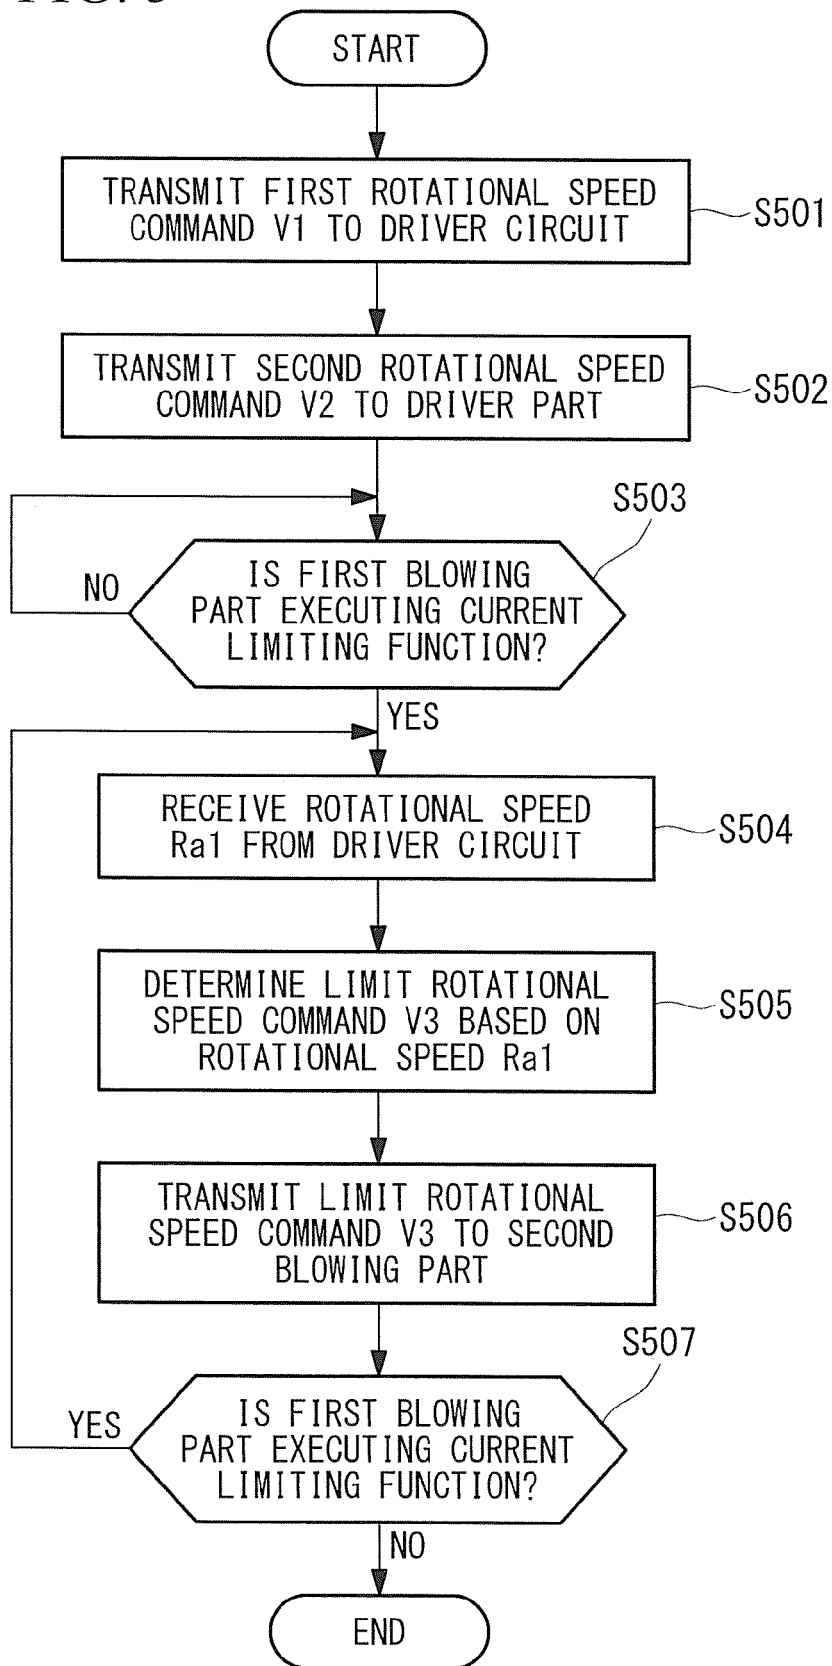 START
TRANSMIT FIRST ROTATIONAL SPEED
COMMAND V1 TO DRIVER CIRCUIT
S501
TRANSMIT SECOND ROTATIONAL SPEED
COMMAND V2 TO DRIVER PART
S502
S503
IS FIRST BLOWING
PART EXECUTING CURRENT
LIMITING FUNCTION?
NO
YES
RECEIVE ROTATIONAL SPEED
Ra1 FROM DRIVER CIRCUIT
S504
DETERMINE LIMIT ROTATIONAL
SPEED COMMAND V3 BASED ON
ROTATIONAL SPEED Ra1
S505
TRANSMIT LIMIT ROTATIONAL
SPEED COMMAND V3 TO SECOND
BLOWING PART
S506
S507
IS FIRST BLOWING
PART EXECUTING CURRENT
LIMITING FUNCTION?
YES
NO
END